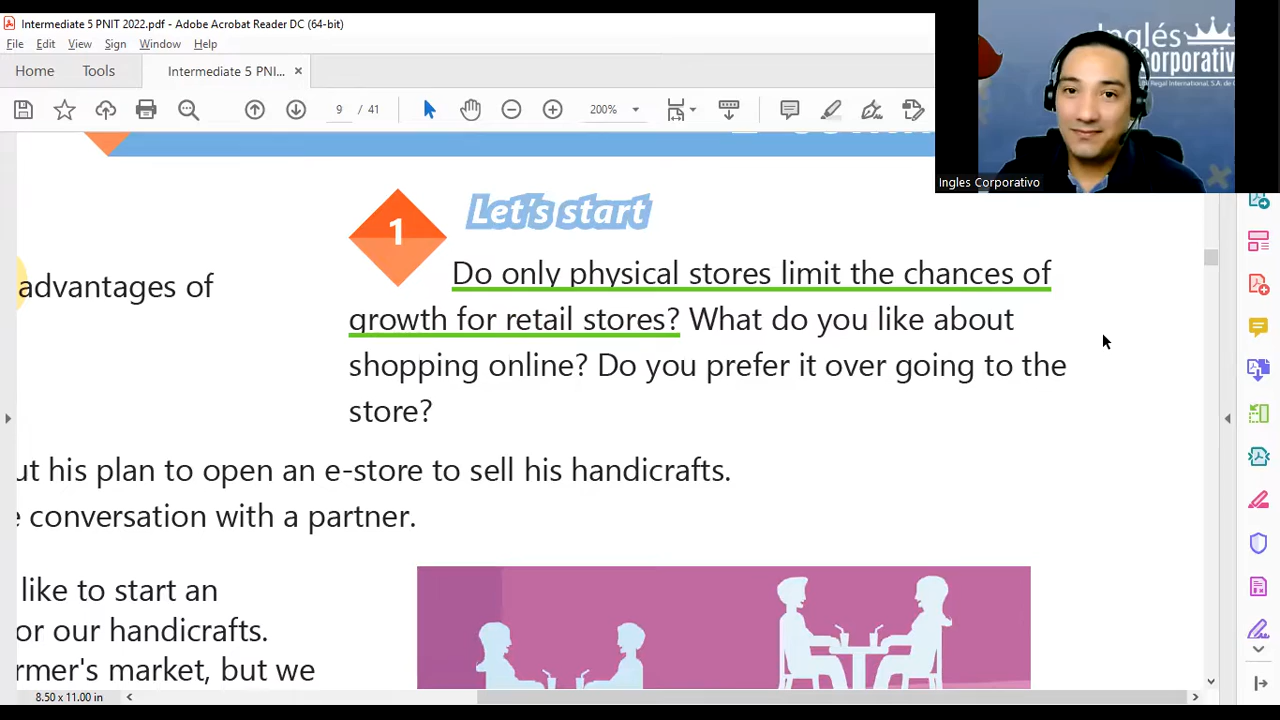 Intermediate 5 PNIT 2022.pdf - Adobe Acrobat Reader DC (64-bit)
File Edit View Sign Window Help
Home Tools Intermediate 5 PNI... ×
9 / 41 200%
Inglés
Corporativo
Ingles Corporativo
1 Let's start
advantages of
Do only physical stores limit the chances of
growth for retail stores? What do you like about
shopping online? Do you prefer it over going to the
store?
ut his plan to open an e-store to sell his handicrafts.
e conversation with a partner.
like to start an
or our handicrafts.
rmer's market, but we
8.50 x 11.00 in